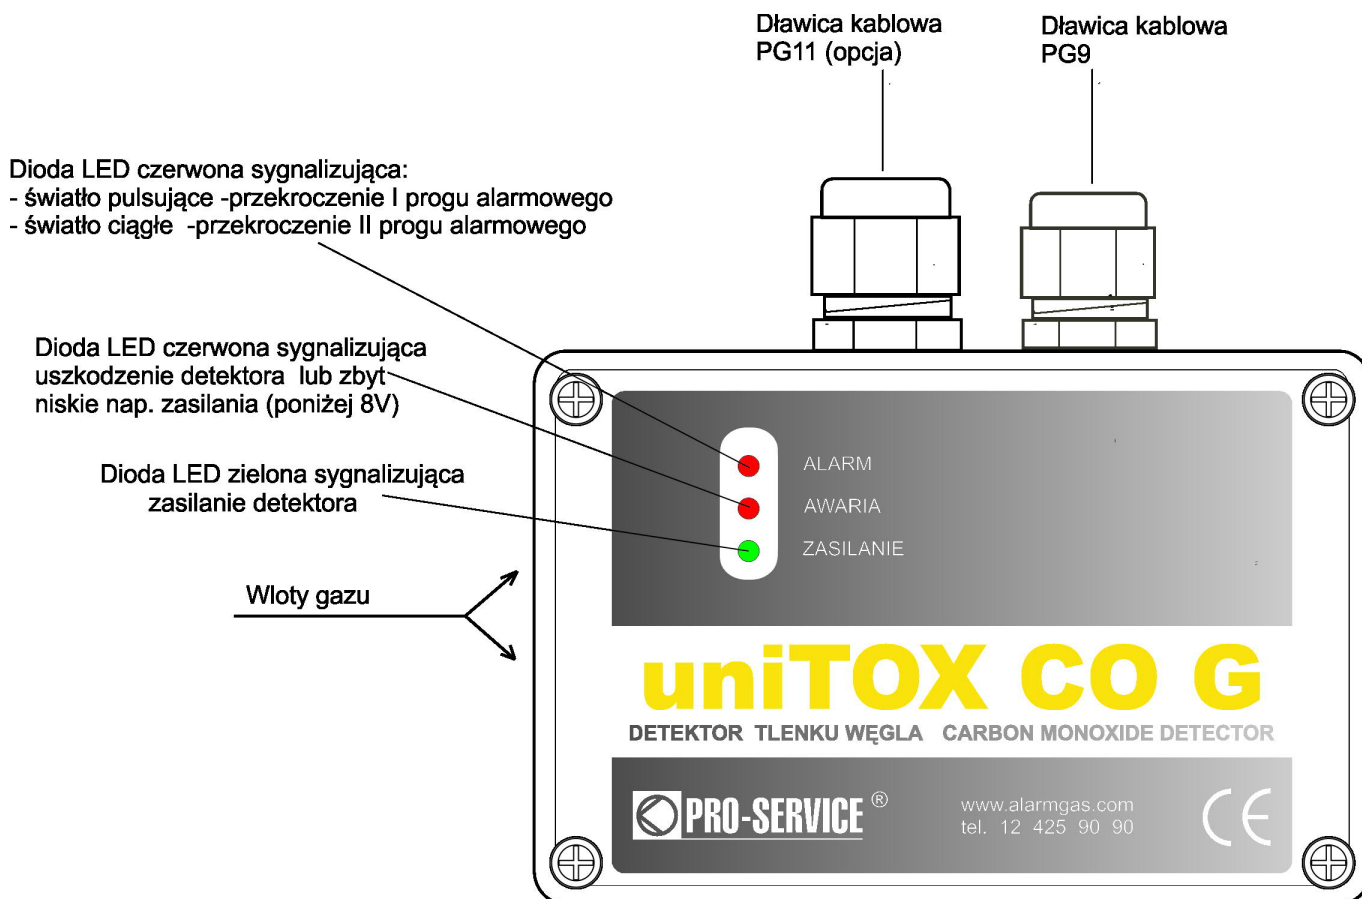 Dławica kablowa
PG11 (opcja)
Dławica kablowa
PG9
Dioda LED czerwona sygnalizująca:
- światło pulsujące -przekroczenie I progu alarmowego
- światło ciągłe -przekroczenie II progu alarmowego
Dioda LED czerwona sygnalizująca
uszkodzenie detektora lub zbyt
niskie nap. zasilania (poniżej 8V)
Dioda LED zielona sygnalizująca
zasilanie detektora
Wloty gazu
ALARM
AWARIA
ZASILANIE
uniTOX CO G
DETEKTOR TLENKU WĘGLA CARBON MONOXIDE DETECTOR
PRO-SERVICE ®
www.alarmgas.com
tel. 12 425 90 90
CE